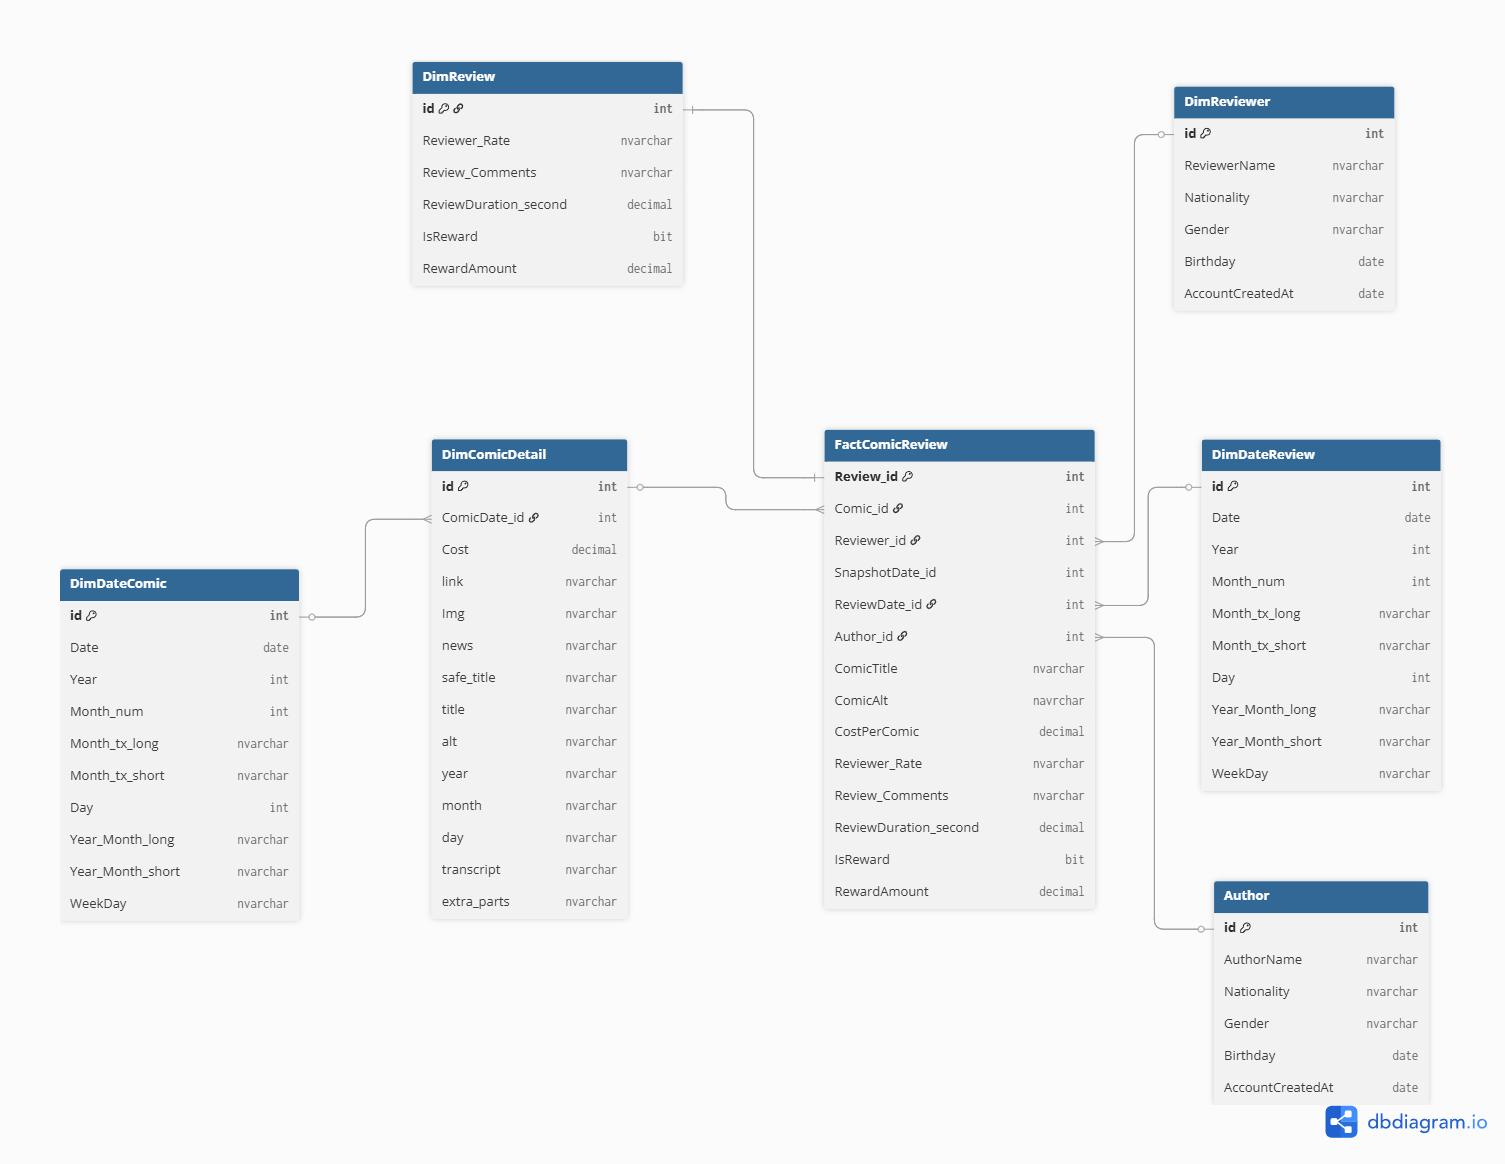 DimReview
id int
Reviewer_Rate nvarchar
Review_Comments nvarchar
ReviewDuration_second decimal
IsReward bit
RewardAmount decimal
DimReviewer
id int
ReviewerName nvarchar
Nationality nvarchar
Gender nvarchar
Birthday date
AccountCreatedAt date
DimDateComic
id int
Date date
Year int
Month_num int
Month_tx_long nvarchar
Month_tx_short nvarchar
Day int
Year_Month_long nvarchar
Year_Month_short nvarchar
WeekDay nvarchar
DimComicDetail
id int
ComicDate_id int
Cost decimal
link nvarchar
Img nvarchar
news nvarchar
safe_title nvarchar
title nvarchar
alt nvarchar
year nvarchar
month nvarchar
day nvarchar
transcript nvarchar
extra_parts nvarchar
FactComicReview
Review_id int
Comic_id int
Reviewer_id int
SnapshotDate_id int
ReviewDate_id int
Author_id int
ComicTitle nvarchar
ComicAlt navrchar
CostPerComic decimal
Reviewer_Rate nvarchar
Review_Comments nvarchar
ReviewDuration_second decimal
IsReward bit
RewardAmount decimal
DimDateReview
id int
Date date
Year int
Month_num int
Month_tx_long nvarchar
Month_tx_short nvarchar
Day int
Year_Month_long nvarchar
Year_Month_short nvarchar
WeekDay nvarchar
Author
id int
AuthorName nvarchar
Nationality nvarchar
Gender nvarchar
Birthday date
AccountCreatedAt date
dbdiagram.io